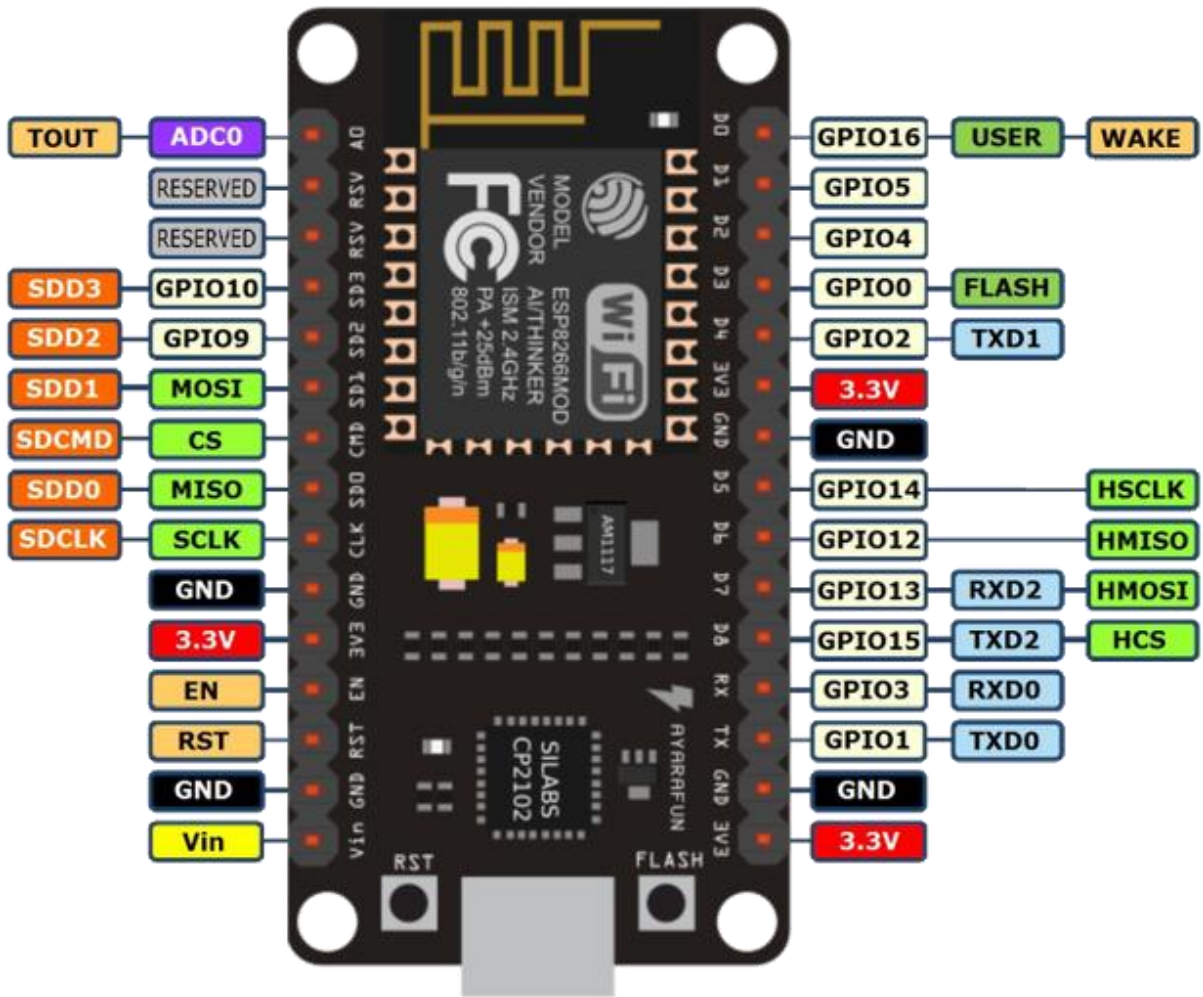 TOUT ADC0 A0 D0 GPIO16 USER WAKE
RESERVED RSV D1 GPIO5
RESERVED RSV D2 GPIO4
SDD3 GPIO10 SD3 D3 GPIO0 FLASH
SDD2 GPIO9 SD2 D4 GPIO2 TXD1
SDD1 MOSI SD1 3V3 3.3V
SDCMD CS CMD GND GND
SDD0 MISO SD0 D5 GPIO14 HSCLK
SDCLK SCLK CLK D6 GPIO12 HMISO
GND GND D7 GPIO13 RXD2 HMOSI
3.3V 3V3 D8 GPIO15 TXD2 HCS
EN EN RX GPIO3 RXD0
RST RST TX GPIO1 TXD0
GND GND GND GND
Vin Vin 3V3 3.3V
MODEL ESP8266MOD
VENDOR AI/THINKER
ISM 2.4GHz
PA +25dBm
802.11b/g/n
FC
Wi Fi
AM1117
SILABS
CP2102
AYARAFUN
RST
FLASH